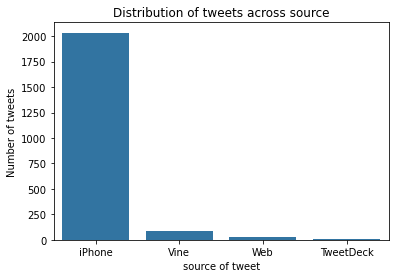 Distribution of tweets across source
Number of tweets
2000
1750
1500
1250
1000
750
500
250
0
iPhone Vine Web TweetDeck
source of tweet